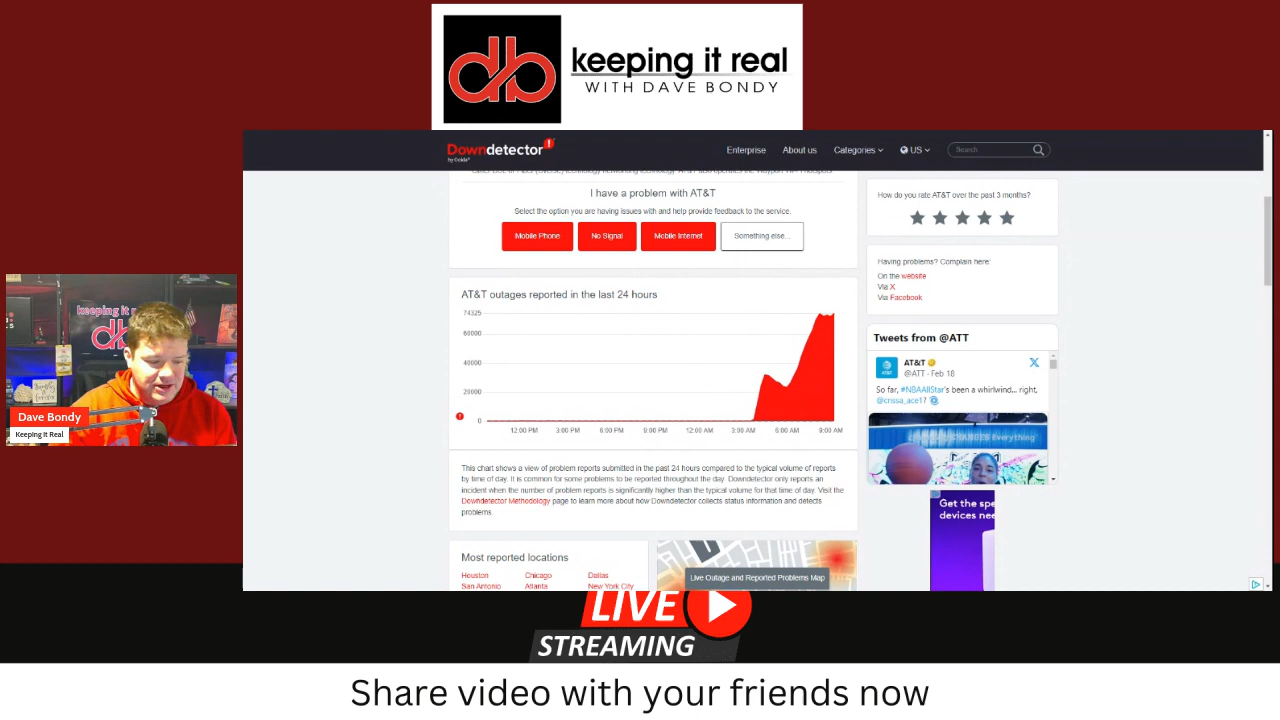 db
keeping it real
WITH DAVE BONDY
Downdetector
by Ookla
Enterprise
About us
Categories
US
Search
I have a problem with AT&T
Select the option you are having issues with and help provide feedback to the service.
Mobile Phone
No Signal
Mobile Internet
Something else...
How do you rate AT&T over the past 3 months?
Having problems? Complain here:
On the website
Via X
Via Facebook
AT&T outages reported in the last 24 hours
74325
60000
40000
20000
0
12:00 PM 3:00 PM 6:00 PM 9:00 PM 12:00 AM 3:00 AM 6:00 AM 9:00 AM
Tweets from @ATT
AT&T
@ATT · Feb 18
So far, #NBAAllStar's been a whirlwind... right,
@crissa_ace1?
This chart shows a view of problem reports submitted in the past 24 hours compared to the typical volume of reports
by time of day. It is common for some problems to be reported throughout the day. Downdetector only reports an
incident when the number of problem reports is significantly higher than the typical volume for that time of day. Visit the
Downdetector Methodology page to learn more about how Downdetector collects status information and detects
problems.
Get the spe
devices nee
Most reported locations
Houston Chicago Dallas
San Antonio Atlanta New York City
Live Outage and Reported Problems Map
keeping it r
Dave Bondy
Keeping It Real
LIVE
STREAMING
Share video with your friends now